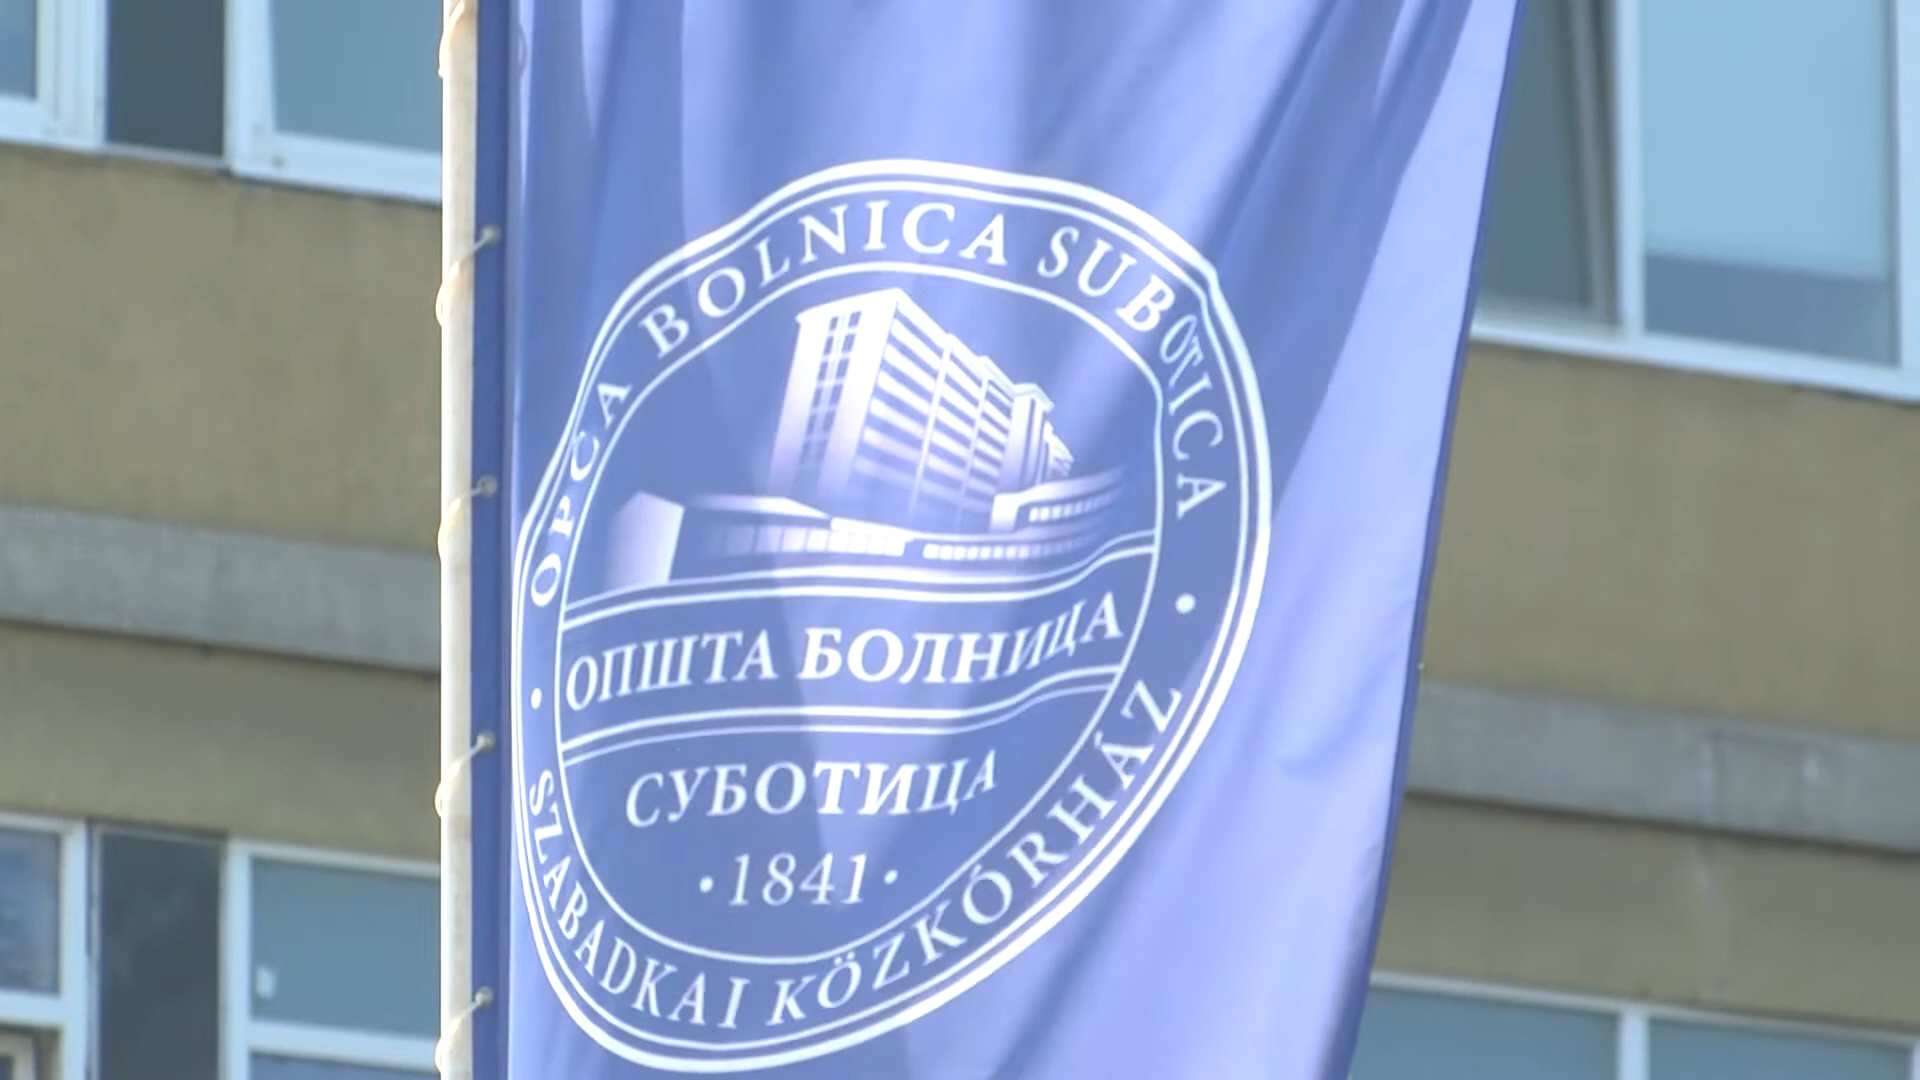 OPĆA BOLNICA SUBOTICA
ОПШТА БОЛНИЦА
СУБОТИЦА
·1841·
SZABADKAI KÖZKÓRHÁZ